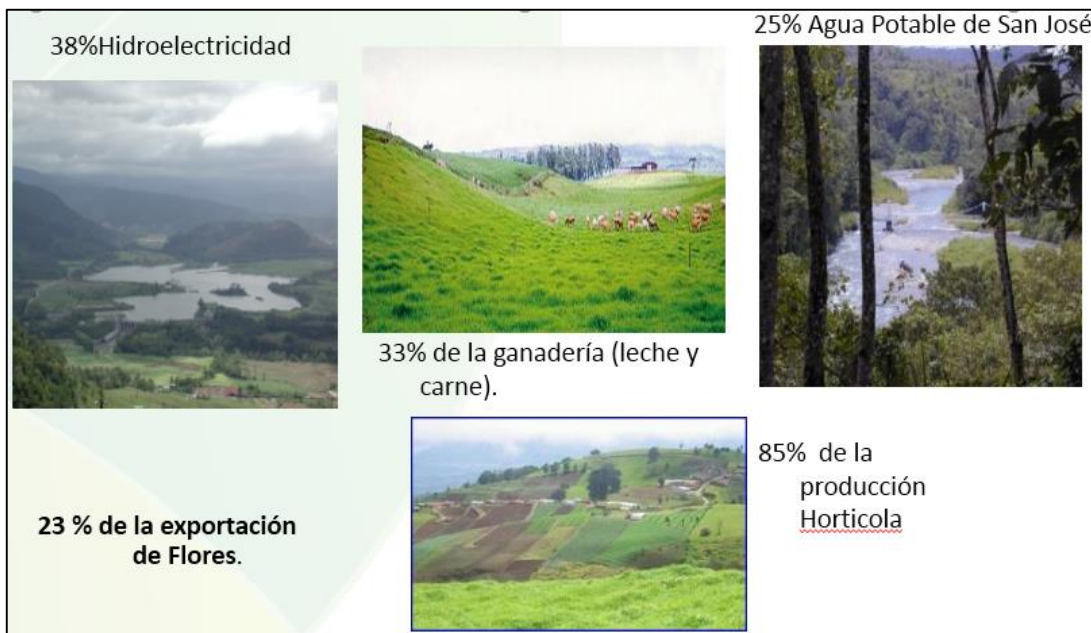 38%Hidroelectricidad
25% Agua Potable de San José
33% de la ganadería (leche y
carne).
85% de la
producción
Horticola
23 % de la exportación
de Flores.